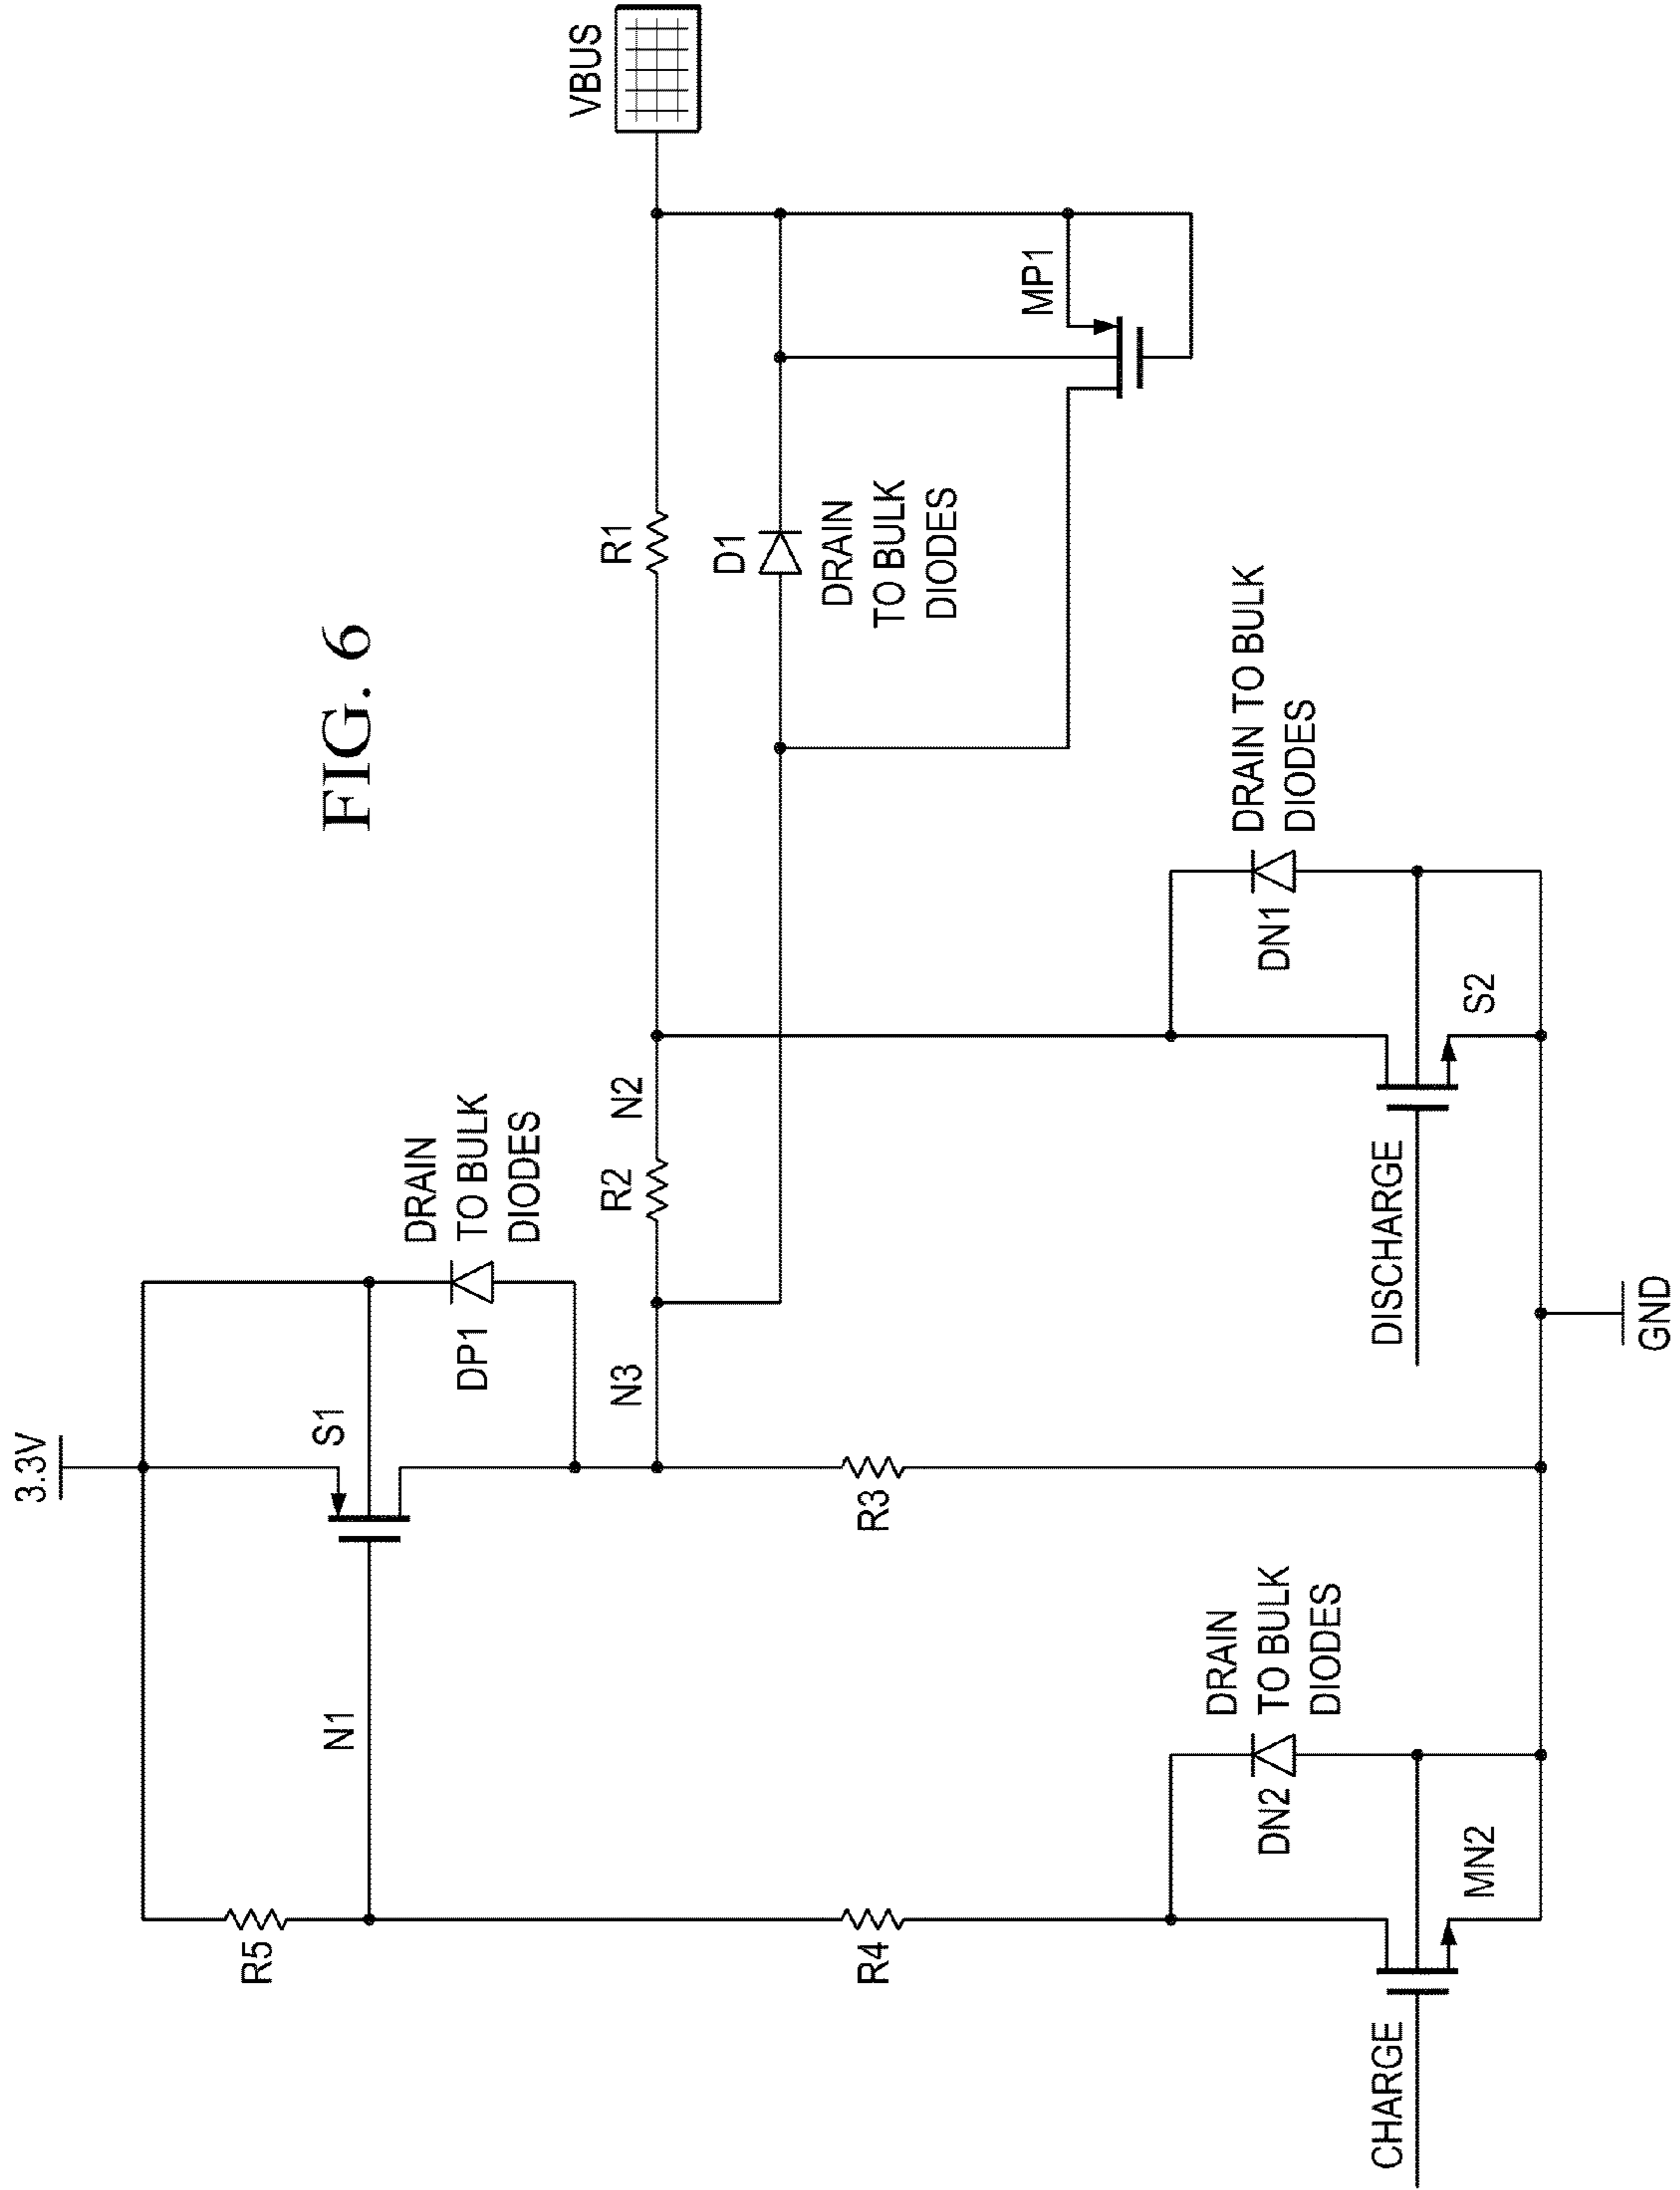 FIG. 6
3.3V
S1
DP1
DRAIN
TO BULK
DIODES
R5
N1
N3
R2
N2
R1
VBUS
D1
DRAIN
TO BULK
DIODES
MP1
R4
R3
DN2
DRAIN
TO BULK
DIODES
DN1
DRAIN TO BULK
DIODES
CHARGE
MN2
DISCHARGE
S2
GND